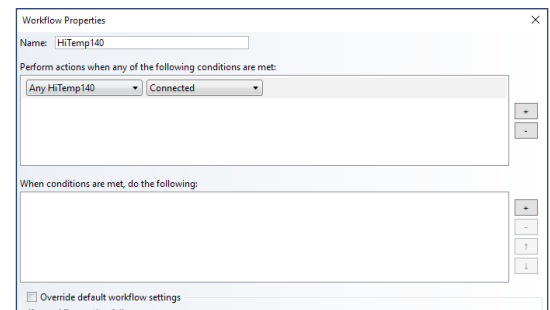 Workflow Properties
Name: HiTemp140
Perform actions when any of the following conditions are met:
Any HiTemp140 Connected
+
-
When conditions are met, do the following:
+
-
↑
↓
Override default workflow settings